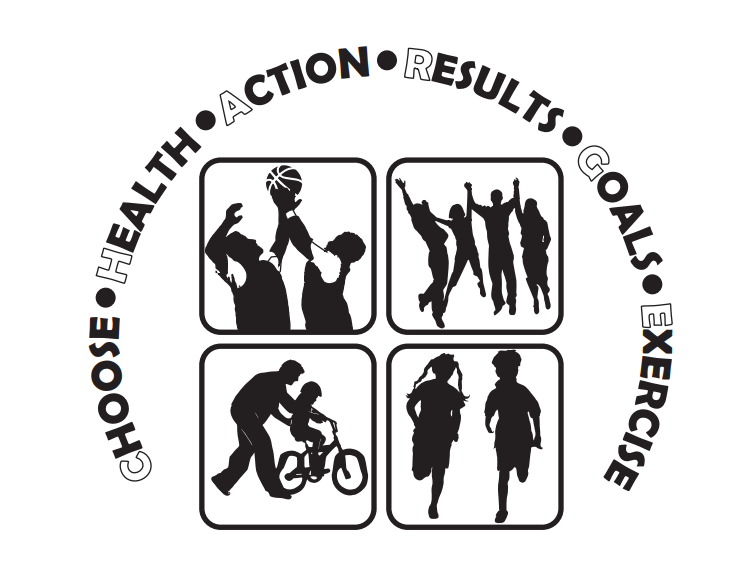 CHOOSE • HEALTH • ACTION • RESULTS • GOALS • EXERCISE